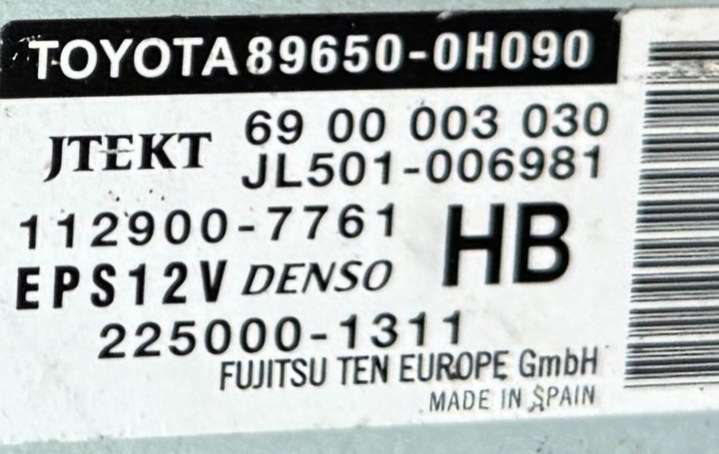 TOYOTA 89650-0H090
JTEKT 69 00 003 030
JL501-006981
112900-7761 HB
EPS12V DENSO
225000-1311
FUJITSU TEN EUROPE GmbH
MADE IN SPAIN